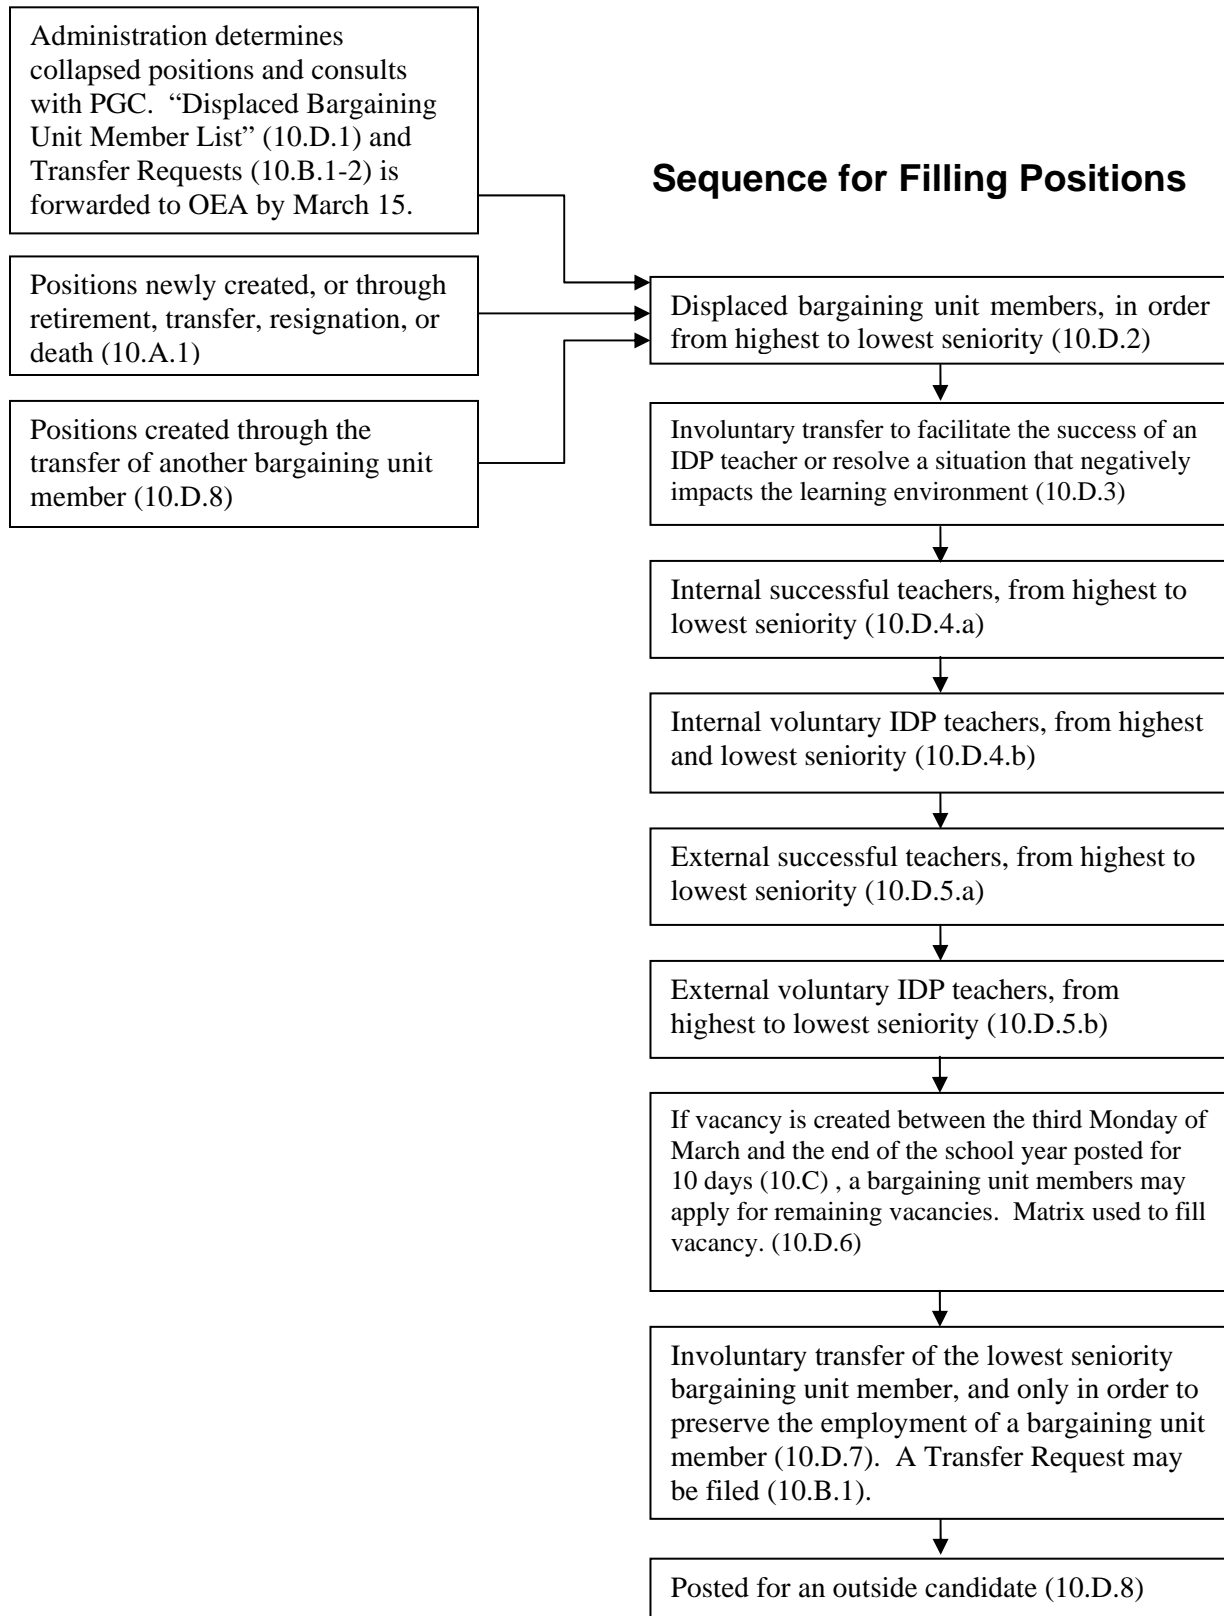 Administration determines
collapsed positions and consults
with PGC.  “Displaced Bargaining
Unit Member List” (10.D.1) and
Transfer Requests (10.B.1-2) is
forwarded to OEA by March 15.
Sequence for Filling Positions
Positions newly created, or through
retirement, transfer, resignation, or
death (10.A.1)
Positions created through the
transfer of another bargaining unit
member (10.D.8)
Displaced bargaining unit members, in order
from highest to lowest seniority (10.D.2)
Involuntary transfer to facilitate the success of an
IDP teacher or resolve a situation that negatively
impacts the learning environment (10.D.3)
Internal successful teachers, from highest to
lowest seniority (10.D.4.a)
Internal voluntary IDP teachers, from highest
and lowest seniority (10.D.4.b)
External successful teachers, from highest to
lowest seniority (10.D.5.a)
External voluntary IDP teachers, from
highest to lowest seniority (10.D.5.b)
If vacancy is created between the third Monday of
March and the end of the school year posted for
10 days (10.C) , a bargaining unit members may
apply for remaining vacancies.  Matrix used to fill
vacancy. (10.D.6)
Involuntary transfer of the lowest seniority
bargaining unit member, and only in order to
preserve the employment of a bargaining unit
member (10.D.7).  A Transfer Request may
be filed (10.B.1).
Posted for an outside candidate (10.D.8)